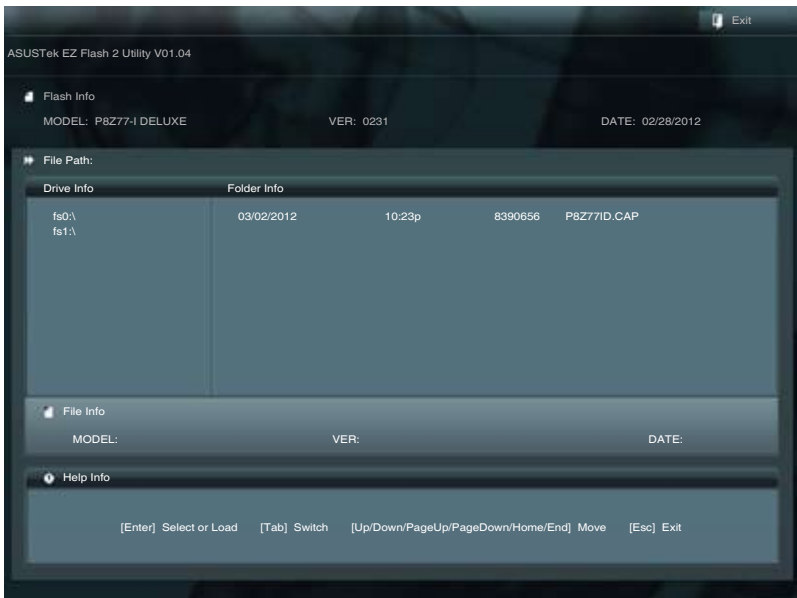 Exit
ASUSTek EZ Flash 2 Utility V01.04
Flash Info
MODEL: P8Z77-I DELUXE VER: 0231 DATE: 02/28/2012
File Path:
Drive Info Folder Info
fs0:\ 03/02/2012 10:23p 8390656 P8Z77ID.CAP
fs1:\
File Info
MODEL: VER: DATE:
Help Info
[Enter] Select or Load [Tab] Switch [Up/Down/PageUp/PageDown/Home/End] Move [Esc] Exit